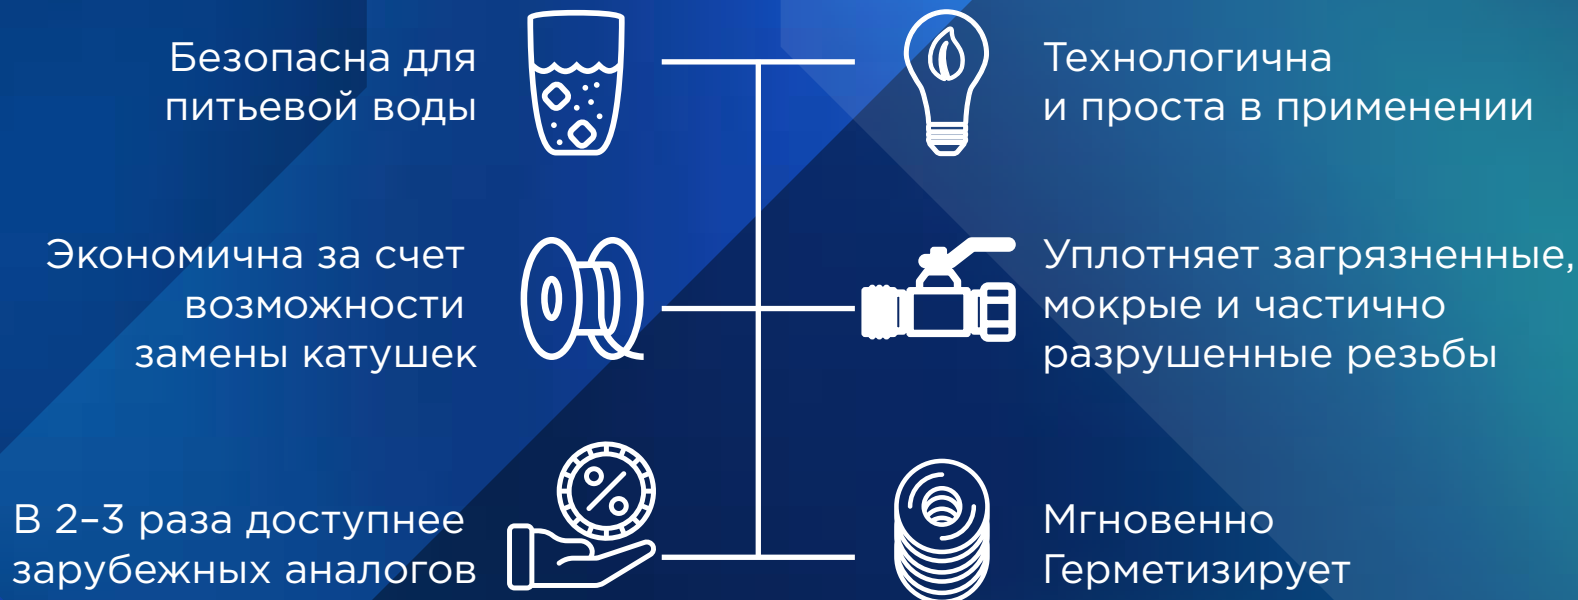 Безопасна для
питьевой воды
Технологична
и проста в применении
Экономична за счет
возможности
замены катушек
Уплотняет загрязненные,
мокрые и частично
разрушенные резьбы
В 2–3 раза доступнее
зарубежных аналогов
Мгновенно
Герметизирует